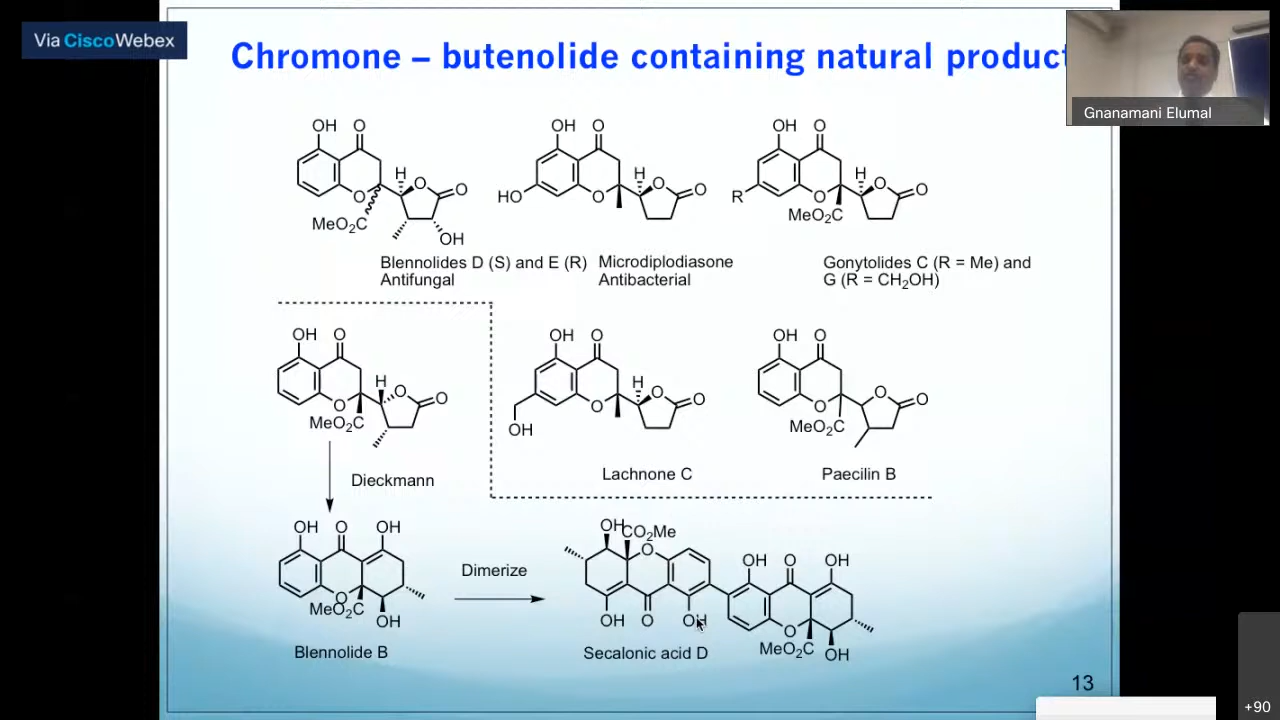 Via CiscoWebex
Chromone – butenolide containing natural product
Gnanamani Elumal
OH O
H
O
O
O
MeO₂C
OH
Blennolides D (S) and E (R)
Antifungal
OH O
H
O
O
HO
O
Microdiplodiasone
Antibacterial
OH O
H
O
O
R
O
MeO₂C
Gonytolides C (R = Me) and
G (R = CH₂OH)
OH O
H
O
O
O
MeO₂C
Dieckmann
OH O
H
O
O
O
OH
Lachnone C
OH O
O
O
O
MeO₂C
Paecilin B
OH O OH
O
MeO₂C
OH
Blennolide B
Dimerize
OH
CO₂Me
O
OH O OH
OH O OH
O
MeO₂C
OH
Secalonic acid D
13
+90